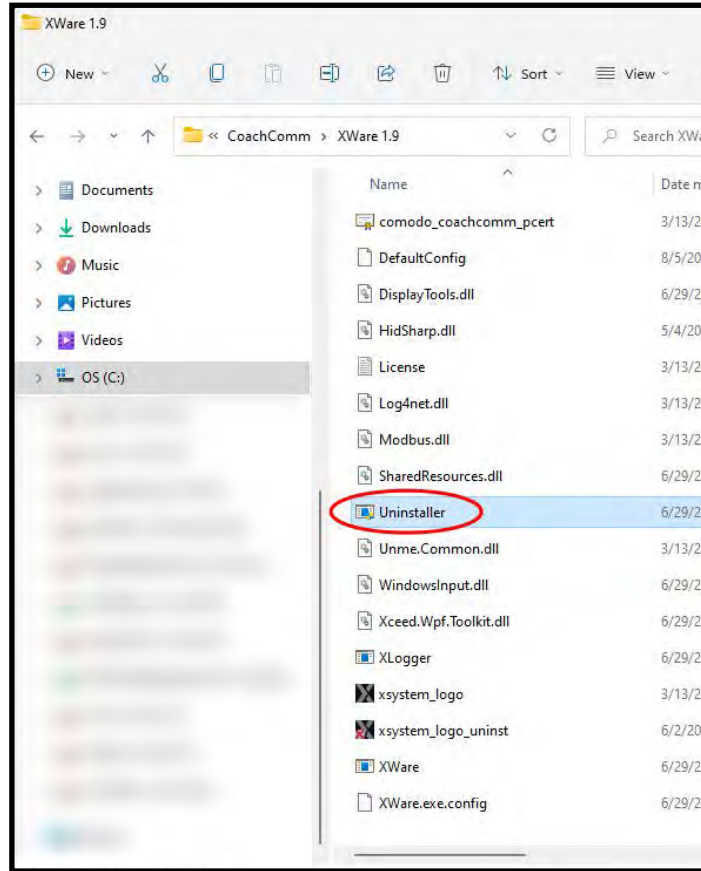 XWare 1.9
New Sort View
CoachComm > XWare 1.9 Search XWa
Documents
Downloads
Music
Pictures
Videos
OS (C:)
Name Date m
comodo_coachcomm_pcert 3/13/2
DefaultConfig 8/5/20
DisplayTools.dll 6/29/2
HidSharp.dll 5/4/20
License 3/13/2
Log4net.dll 3/13/2
Modbus.dll 3/13/2
SharedResources.dll 6/29/2
Uninstaller 6/29/2
Unme.Common.dll 3/13/2
WindowsInput.dll 6/29/2
Xceed.Wpf.Toolkit.dll 6/29/2
XLogger 6/29/2
xsystem_logo 3/13/2
xsystem_logo_uninst 6/2/20
XWare 6/29/2
XWare.exe.config 6/29/2